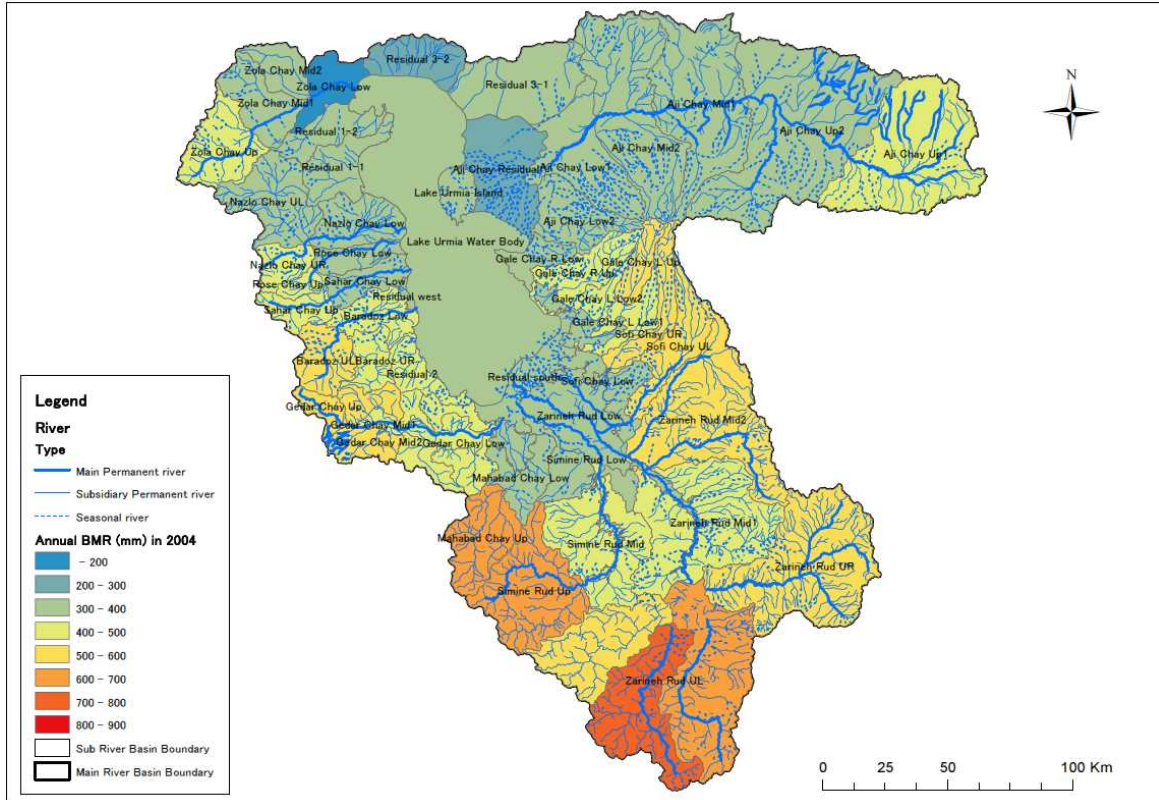 Residual 3-2
Zola Chay Mid2
Zola Chay Low
Residual 3-1
N
Zola Chay Mid1
Aji Chay Mid1
Residual 1-2
Aji Chay Up2
Zola Chay Up
Aji Chay Mid2
Aji Chay Up1
Residual 1-1
Aji Chay Residual
Aji Chay Low1
Lake Urmia Island
Nazlo Chay UL
Aji Chay Low2
Nazlo Chay Low
Lake Urmia Water Body
Rose Chay Low
Gale Chay R Low
Gale Chay L Up
Nazlo Chay UR
Gale Chay R Up
Rose Chay Up
Sahar Chay Low
Residual west
Gale Chay L Low2
Sahar Chay Up
Baradoz Law
Gale Chay L Low1
Sofi Chay UR
Sofi Chay UL
Baradoz UL
Baradoz UR
Residual 2
Residual south
Sofi Chay Low
Gedar Chay Up
Zarineh Rud Low
Zarineh Rud Mid2
Gedar Chay Mid1
Gedar Chay Mid2
Gedar Chay Low
Simine Rud Low
Mahabad Chay Low
Zarineh Rud Mid1
Mahabad Chay Up
Simine Rud Mid
Zarineh Rud UR
Simine Rud Up
Zarineh Rud UL
Legend
River
Type
Main Permanent river
Subsidiary Permanent river
Seasonal river
Annual BMR (mm) in 2004
- 200
200 - 300
300 - 400
400 - 500
500 - 600
600 - 700
700 - 800
800 - 900
Sub River Basin Boundary
Main River Basin Boundary
0 25 50 100 Km